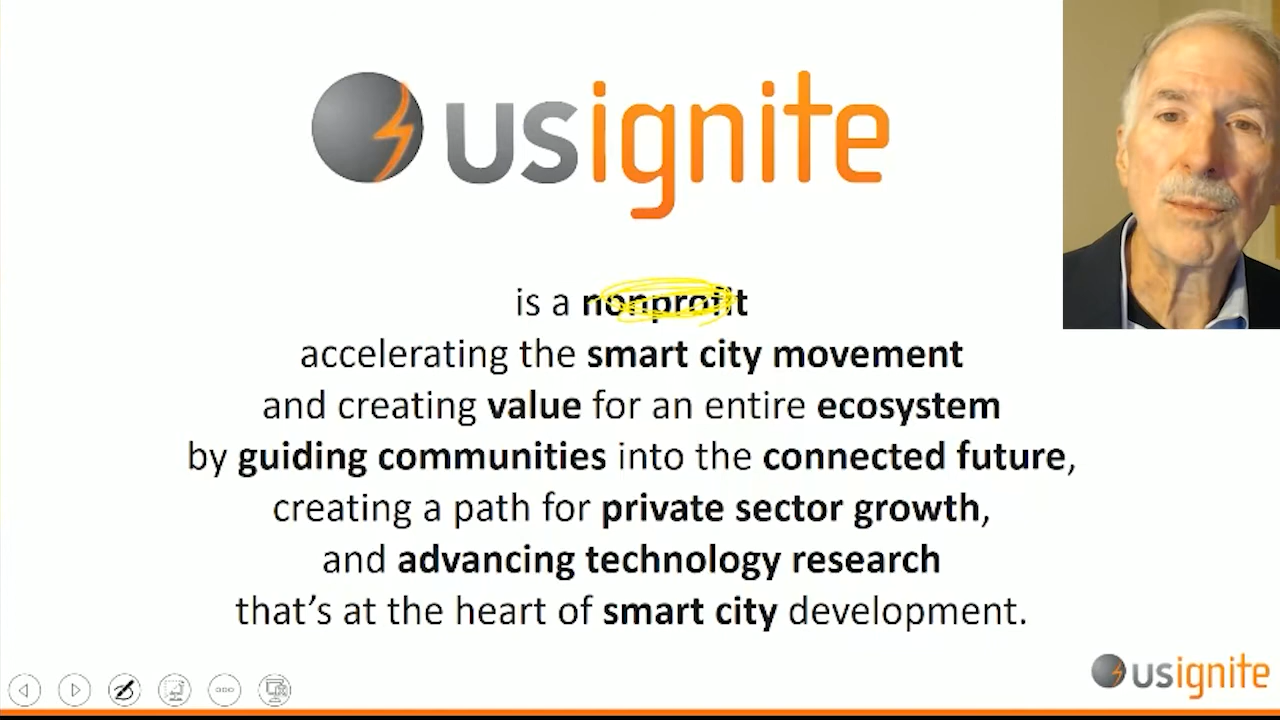 usignite
is a nonprofit
accelerating the smart city movement
and creating value for an entire ecosystem
by guiding communities into the connected future,
creating a path for private sector growth,
and advancing technology research
that's at the heart of smart city development.
usignite